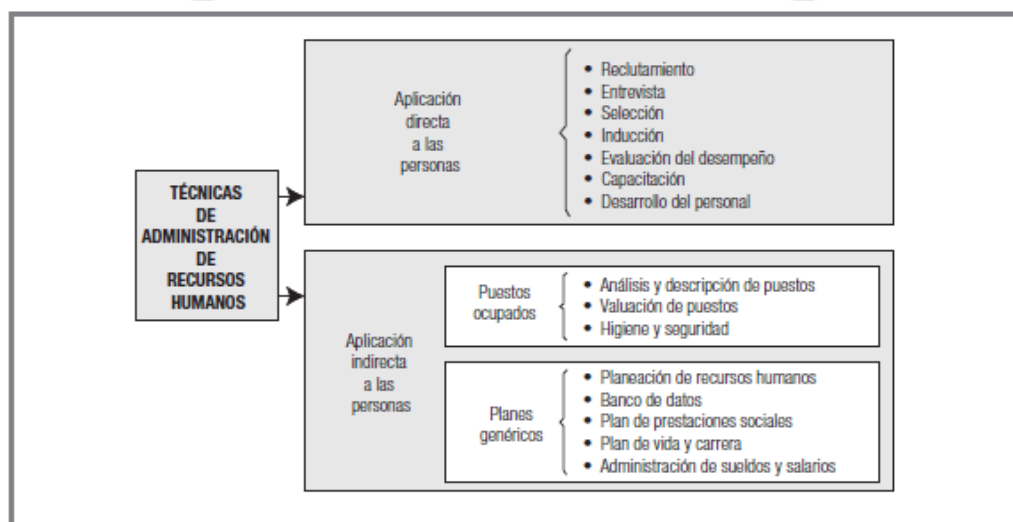 TÉCNICAS
DE
ADMINISTRACIÓN
DE
RECURSOS
HUMANOS
Aplicación
directa
a las
personas
• Reclutamiento
• Entrevista
• Selección
• Inducción
• Evaluación del desempeño
• Capacitación
• Desarrollo del personal
Aplicación
indirecta
a las
personas
Puestos
ocupados
• Análisis y descripción de puestos
• Valuación de puestos
• Higiene y seguridad
Planes
genéricos
• Planeación de recursos humanos
• Banco de datos
• Plan de prestaciones sociales
• Plan de vida y carrera
• Administración de sueldos y salarios